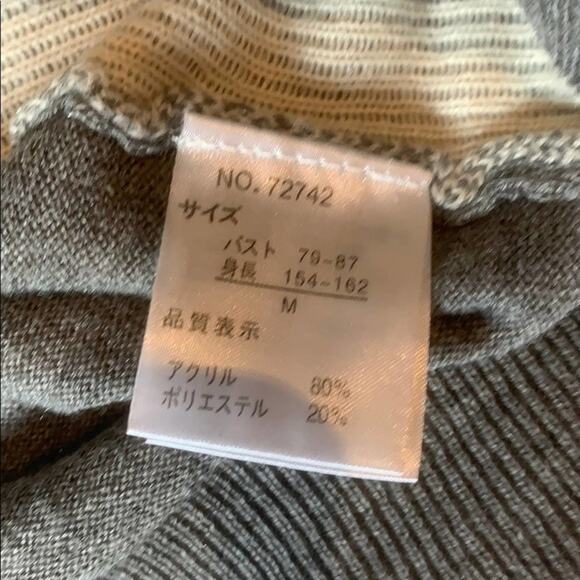 NO. 72742
サイズ
バスト 79-87
身長 154-162
M
品質表示
アクリル 80%
ポリエステル 20%